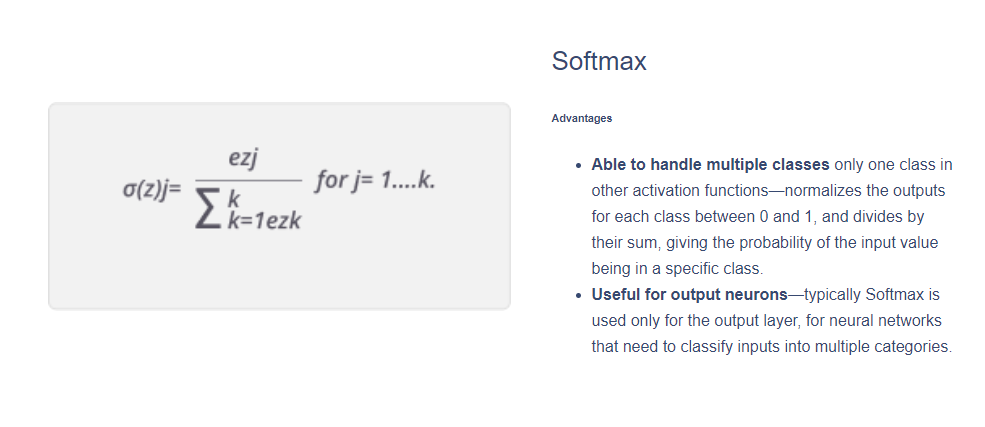 σ(z)j=
ezj
∑ k
k=1ezk
for j= 1....k.
Softmax
Advantages
• Able to handle multiple classes only one class in
other activation functions—normalizes the outputs
for each class between 0 and 1, and divides by
their sum, giving the probability of the input value
being in a specific class.
• Useful for output neurons—typically Softmax is
used only for the output layer, for neural networks
that need to classify inputs into multiple categories.